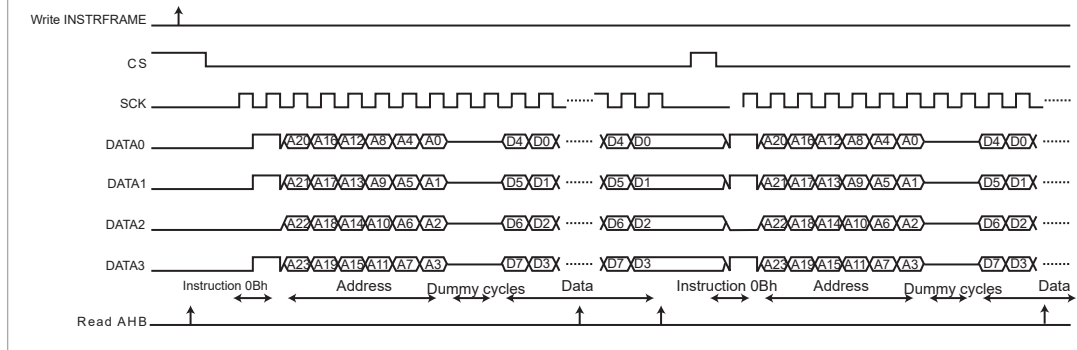 Write INSTRFRAME
CS
SCK
DATA0 A20 A16 A12 A8 A4 A0 D4 D0 D4 D0 A20 A16 A12 A8 A4 A0 D4 D0
DATA1 A21 A17 A13 A9 A5 A1 D5 D1 D5 D1 A21 A17 A13 A9 A5 A1 D5 D1
DATA2 A22 A18 A14 A10 A6 A2 D6 D2 D6 D2 A22 A18 A14 A10 A6 A2 D6 D2
DATA3 A23 A19 A15 A11 A7 A3 D7 D3 D7 D3 A23 A19 A15 A11 A7 A3 D7 D3
Instruction 0Bh Address Dummy cycles Data Instruction 0Bh Address Dummy cycles Data
Read AHB